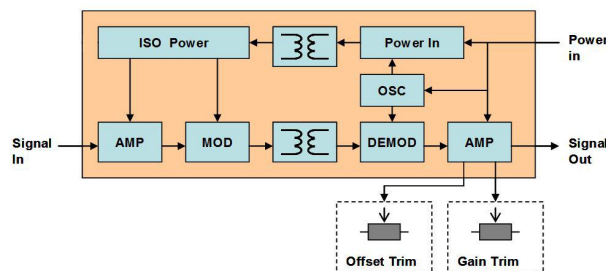 ISO Power
Power In
Power
in
OSC
Signal
In
AMP
MOD
DEMOD
AMP
Signal
Out
Offset Trim
Gain Trim